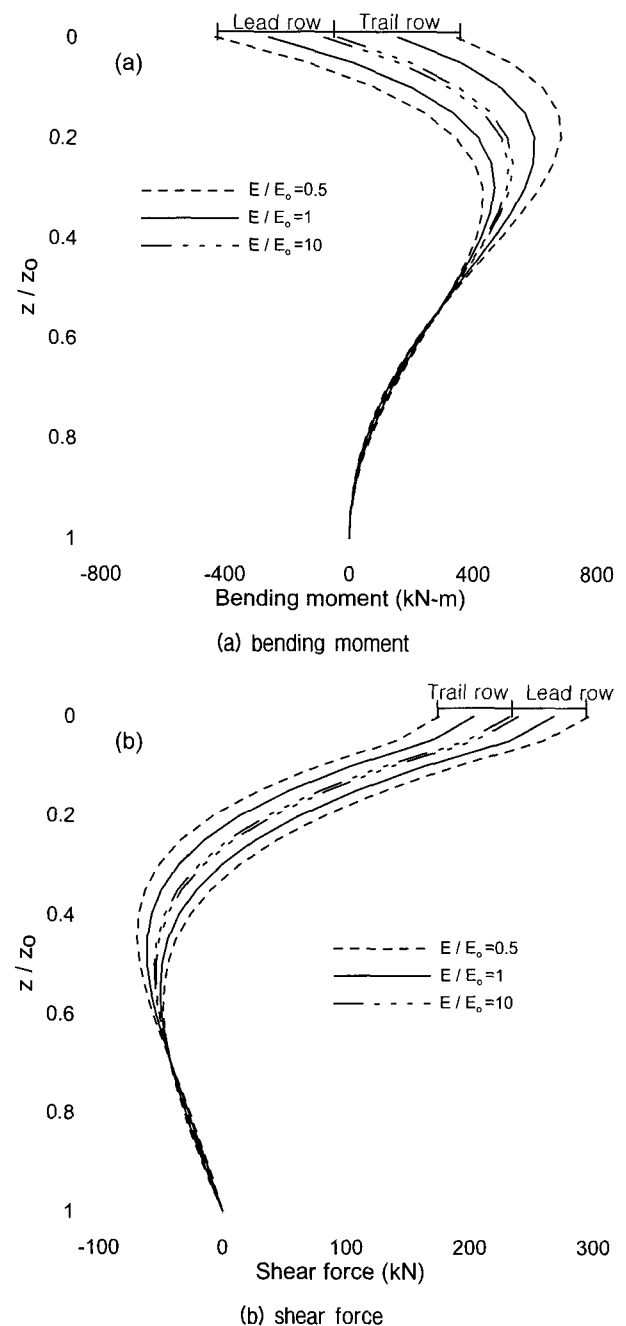 Lead row Trail row
0
(a)
0.2
E / Eₒ=0.5
E / Eₒ=1
0.4
E / Eₒ=10
z / zₒ
0.6
0.8
1
-800 -400 0 400 800
Bending moment (kN-m)
(a) bending moment
Trail row Lead row
0
(b)
0.2
0.4
E / Eₒ=0.5
z / zₒ
E / Eₒ=1
E / Eₒ=10
0.6
0.8
1
-100 0 100 200 300
Shear force (kN)
(b) shear force